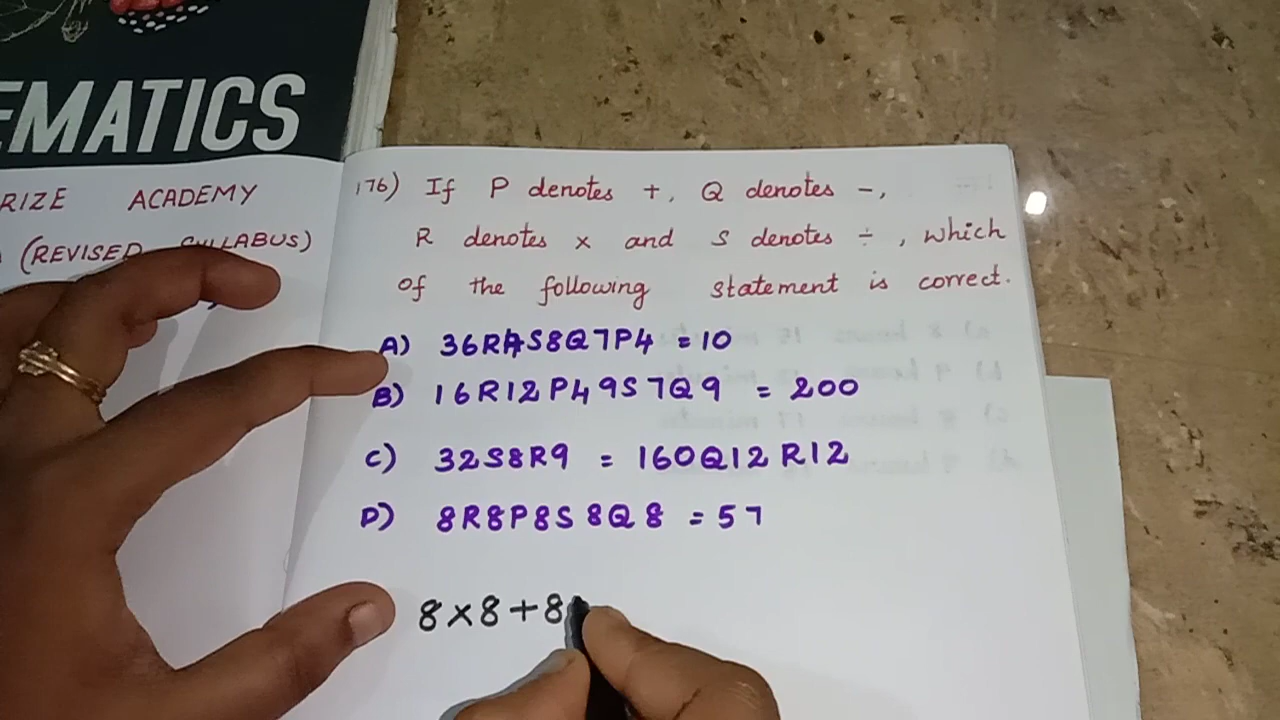 EMATICS
RIZE ACADEMY
(REVISED SYLLABUS)
176) If P denotes +, Q denotes -,
R denotes × and S denotes ÷, which
of the following statement is correct.
A) 36R4S8Q7P4 = 10
B) 16R12P49S7Q9 = 200
C) 32S8R9 = 160Q12R12
D) 8R8P8S8Q8 = 57
8×8+8